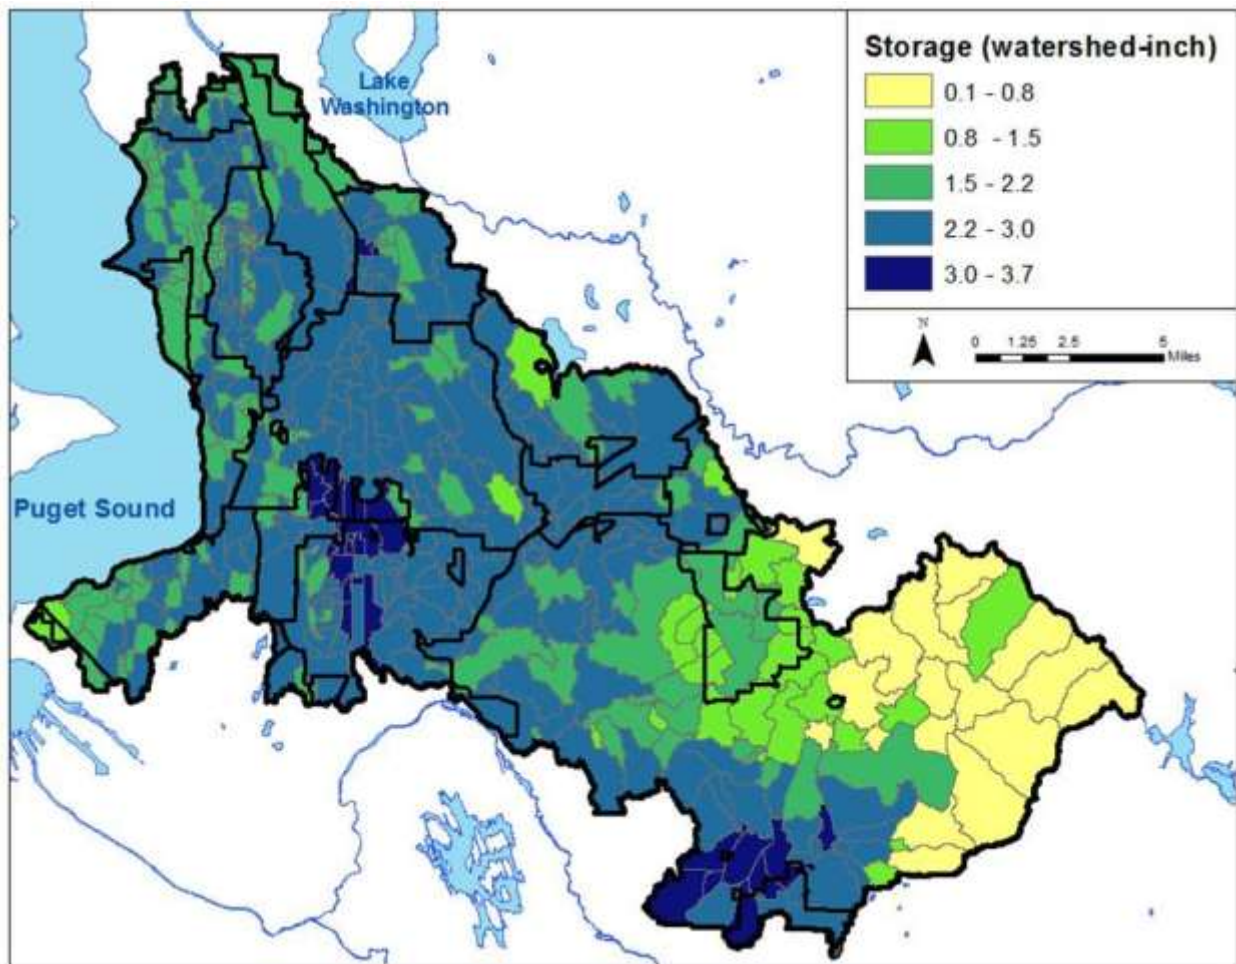 Lake
Washington
Storage (watershed-inch)
0.1 - 0.8
0.8 - 1.5
1.5 - 2.2
2.2 - 3.0
3.0 - 3.7
N
0 1.25 2.5 5
Miles
Puget Sound